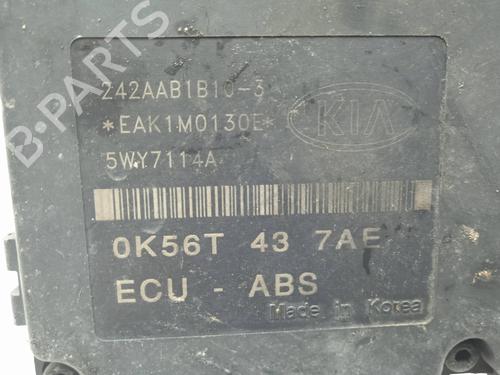 B-PARTS
242AAB1B10-3
*EAK1M0130E*
KIA
5WY7114A
0K56T 43 7AE
ECU - ABS
Made in Korea